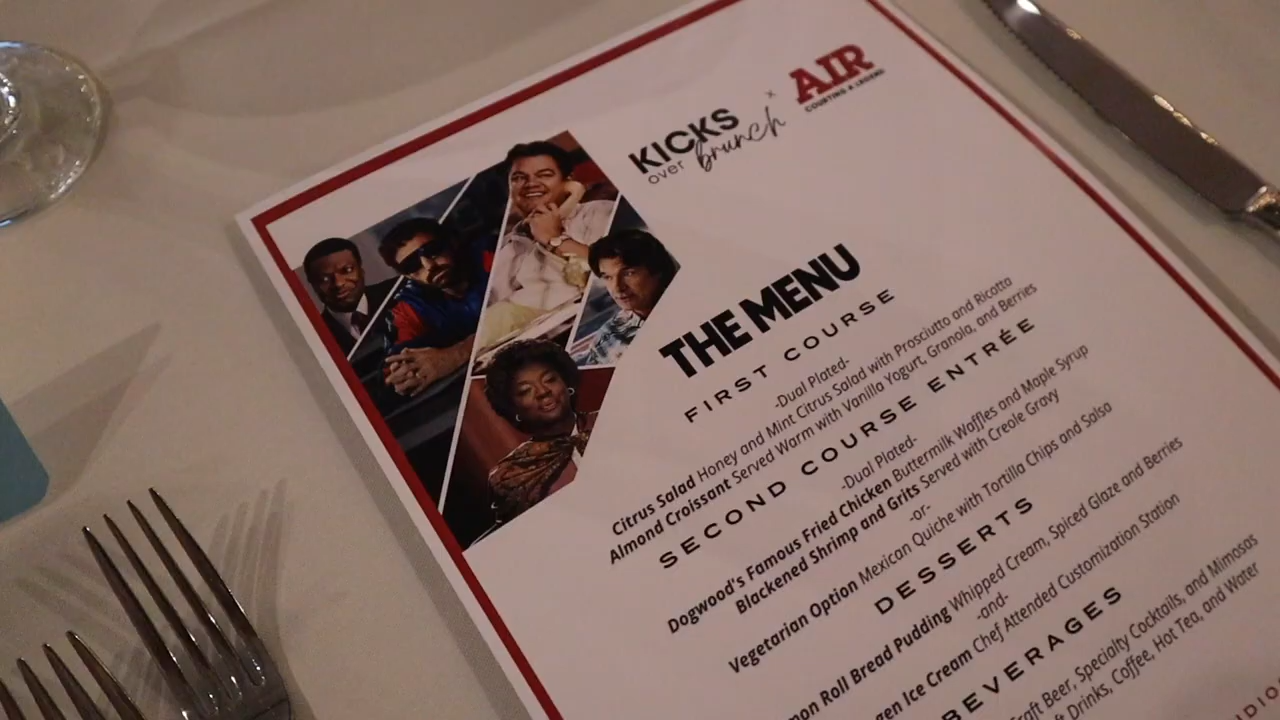 KICKS
over brunch
×
AIR
COURTING A LEGEND
THE MENU
FIRST COURSE
-Dual Plated-
Citrus Salad Honey and Mint Citrus Salad with Prosciutto and Ricotta
Almond Croissant Served Warm with Vanilla Yogurt, Granola, and Berries
SECOND COURSE ENTRÉE
-Dual Plated-
Dogwood's Famous Fried Chicken Buttermilk Waffles and Maple Syrup
Blackened Shrimp and Grits Served with Creole Gravy
-or-
Vegetarian Option Mexican Quiche with Tortilla Chips and Salsa
DESSERTS
Roll Bread Pudding Whipped Cream, Spiced Glaze and Berries
-and-
Ice Cream Chef Attended Customization Station
BEVERAGES
Craft Beer, Specialty Cocktails, and Mimosas
Drinks, Coffee, Hot Tea, and Water